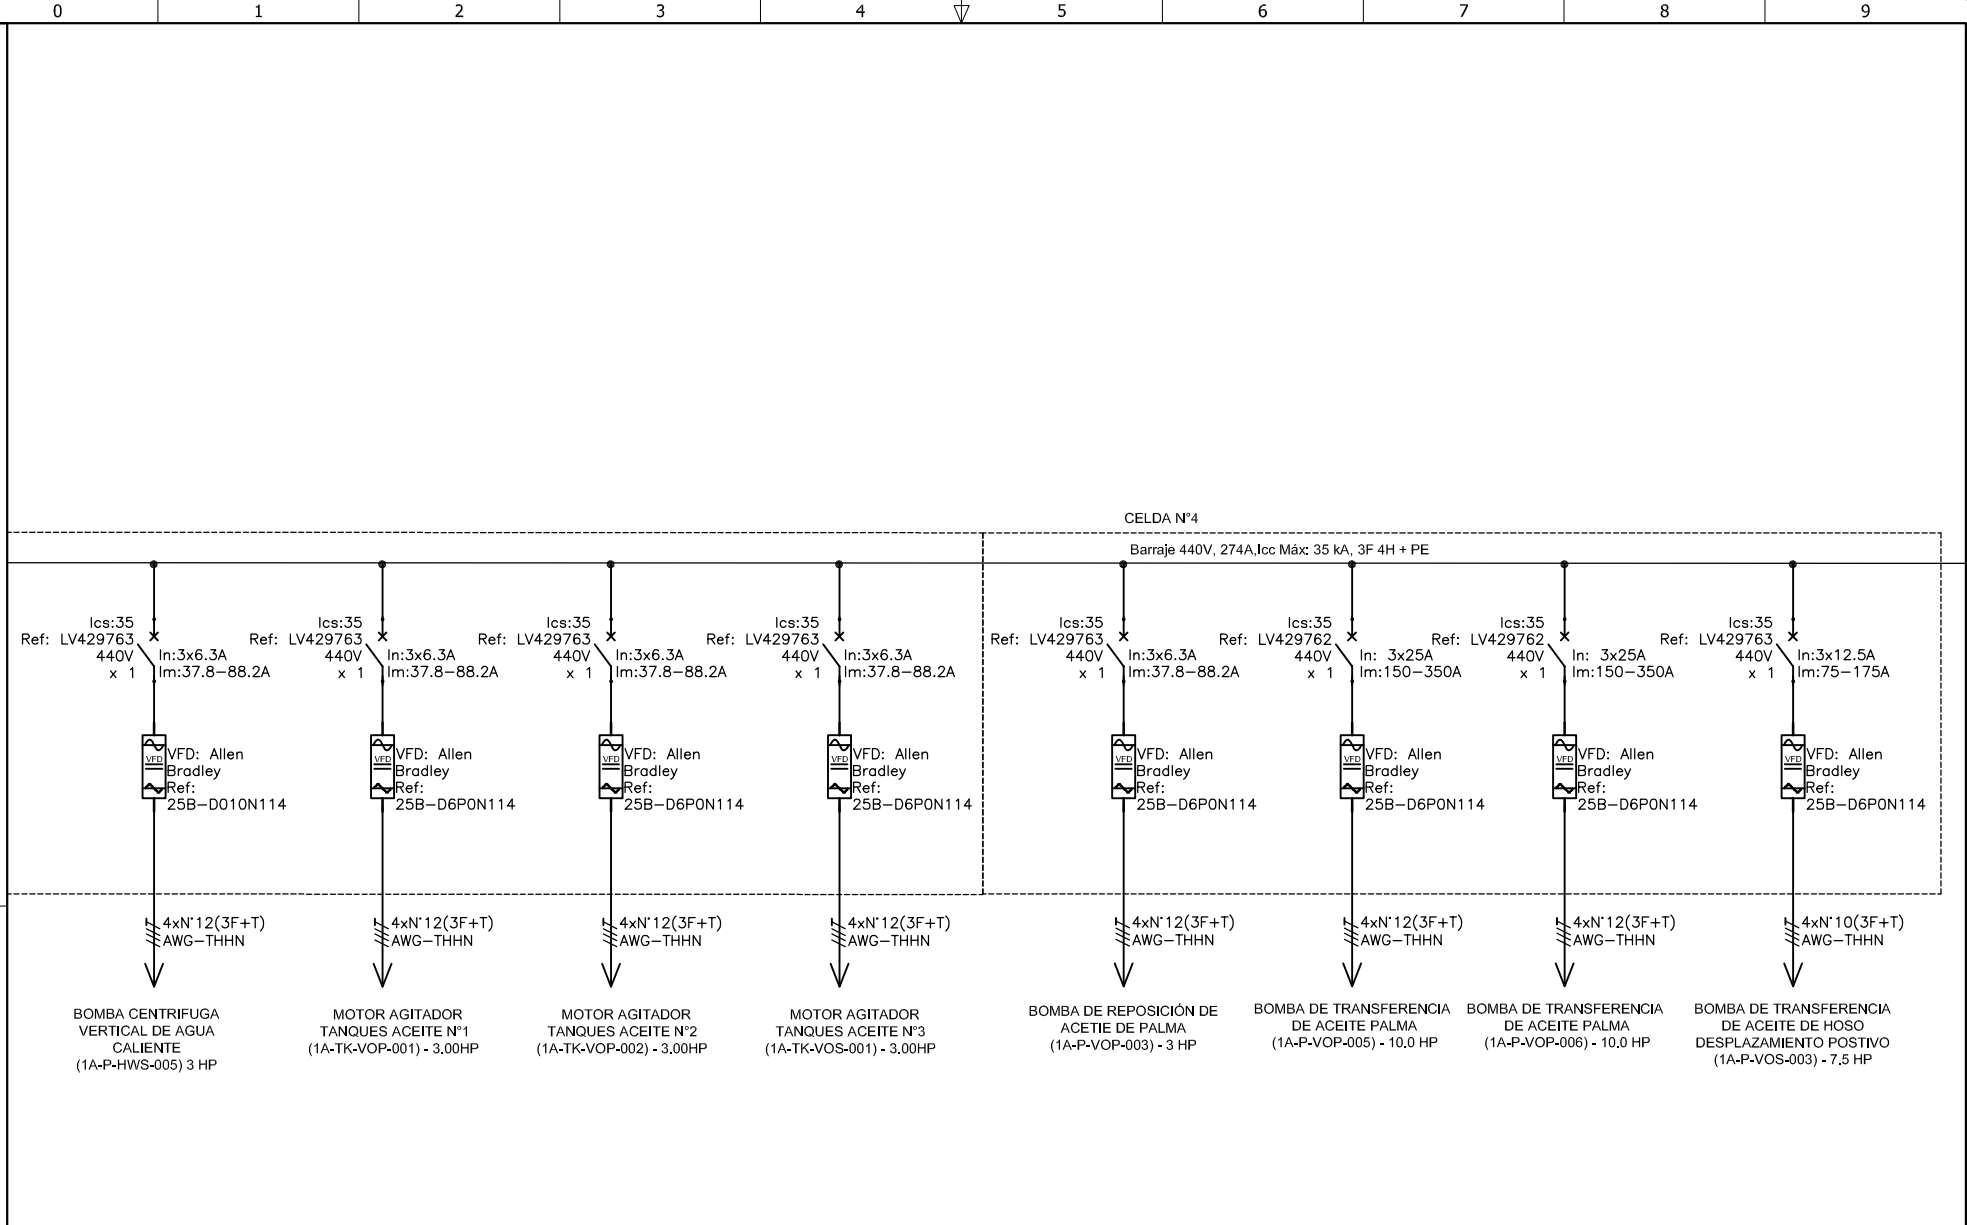 0 1 2 3 4 5 6 7 8 9
CELDA N°4
Barraje 440V, 274A,Icc Máx: 35 kA, 3F 4H + PE
Ics:35
Ref: LV429763
440V
x 1
In:3x6.3A
Im:37.8-88.2A
VFD
VFD: Allen
Bradley
Ref:
25B-D010N114
4xN°12(3F+T)
AWG-THHN
BOMBA CENTRIFUGA
VERTICAL DE AGUA
CALIENTE
(1A-P-HWS-005) 3 HP
Ics:35
Ref: LV429763
440V
x 1
In:3x6.3A
Im:37.8-88.2A
VFD
VFD: Allen
Bradley
Ref:
25B-D6P0N114
4xN°12(3F+T)
AWG-THHN
MOTOR AGITADOR
TANQUES ACEITE N°1
(1A-TK-VOP-001) - 3.00HP
Ics:35
Ref: LV429763
440V
x 1
In:3x6.3A
Im:37.8-88.2A
VFD
VFD: Allen
Bradley
Ref:
25B-D6P0N114
4xN°12(3F+T)
AWG-THHN
MOTOR AGITADOR
TANQUES ACEITE N°2
(1A-TK-VOP-002) - 3.00HP
Ics:35
Ref: LV429763
440V
x 1
In:3x6.3A
Im:37.8-88.2A
VFD
VFD: Allen
Bradley
Ref:
25B-D6P0N114
4xN°12(3F+T)
AWG-THHN
MOTOR AGITADOR
TANQUES ACEITE N°3
(1A-TK-VOS-001) - 3.00HP
Ics:35
Ref: LV429763
440V
x 1
In:3x6.3A
Im:37.8-88.2A
VFD
VFD: Allen
Bradley
Ref:
25B-D6P0N114
4xN°12(3F+T)
AWG-THHN
BOMBA DE REPOSICIÓN DE
ACETIE DE PALMA
(1A-P-VOP-003) - 3 HP
Ics:35
Ref: LV429762
440V
x 1
In: 3x25A
Im:150-350A
VFD
VFD: Allen
Bradley
Ref:
25B-D6P0N114
4xN°12(3F+T)
AWG-THHN
BOMBA DE TRANSFERENCIA
DE ACEITE PALMA
(1A-P-VOP-005) - 10.0 HP
Ics:35
Ref: LV429762
440V
x 1
In: 3x25A
Im:150-350A
VFD
VFD: Allen
Bradley
Ref:
25B-D6P0N114
4xN°12(3F+T)
AWG-THHN
BOMBA DE TRANSFERENCIA
DE ACEITE PALMA
(1A-P-VOP-006) - 10.0 HP
Ics:35
Ref: LV429763
440V
x 1
In:3x12.5A
Im:75-175A
VFD
VFD: Allen
Bradley
Ref:
25B-D6P0N114
4xN°10(3F+T)
AWG-THHN
BOMBA DE TRANSFERENCIA
DE ACEITE DE HOSO
DESPLAZAMIENTO POSTIVO
(1A-P-VOS-003) - 7.5 HP